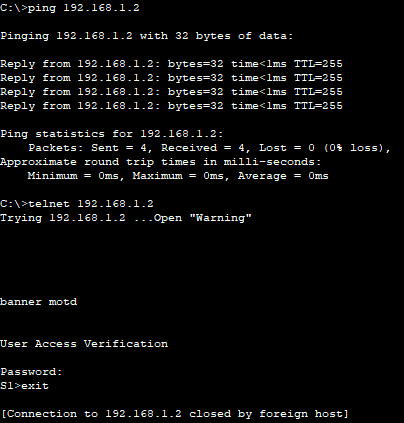 C:\>ping 192.168.1.2
Pinging 192.168.1.2 with 32 bytes of data:
Reply from 192.168.1.2: bytes=32 time<1ms TTL=255
Reply from 192.168.1.2: bytes=32 time<1ms TTL=255
Reply from 192.168.1.2: bytes=32 time<1ms TTL=255
Reply from 192.168.1.2: bytes=32 time<1ms TTL=255
Ping statistics for 192.168.1.2:
Packets: Sent = 4, Received = 4, Lost = 0 (0% loss),
Approximate round trip times in milli-seconds:
Minimum = 0ms, Maximum = 0ms, Average = 0ms
C:\>telnet 192.168.1.2
Trying 192.168.1.2 ...Open "Warning"
banner motd
User Access Verification
Password:
S1>exit
[Connection to 192.168.1.2 closed by foreign host]